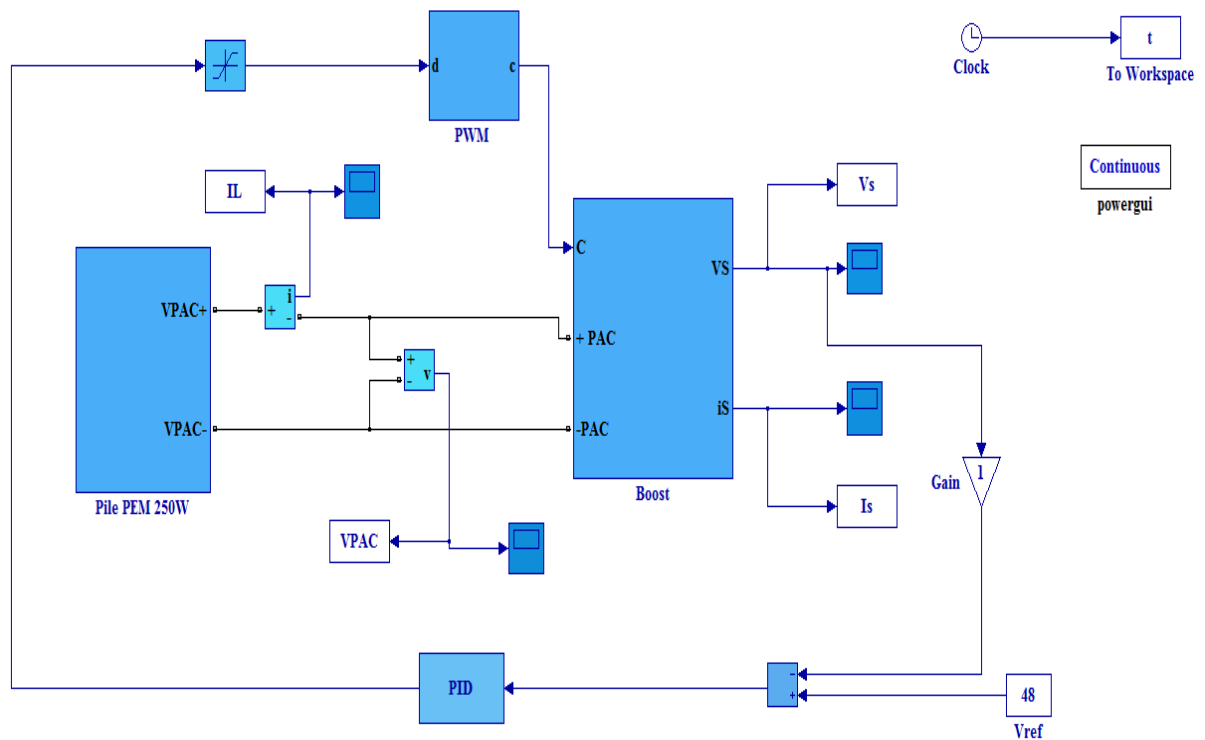 d
c
PWM
Clock
t
To Workspace
Continuous
powergui
IL
Vs
C
VS
VPAC+
+
i
-
+ PAC
+
-
v
iS
VPAC-
-PAC
Boost
Gain
1
Is
Pile PEM 250W
VPAC
PID
-
+
48
Vref